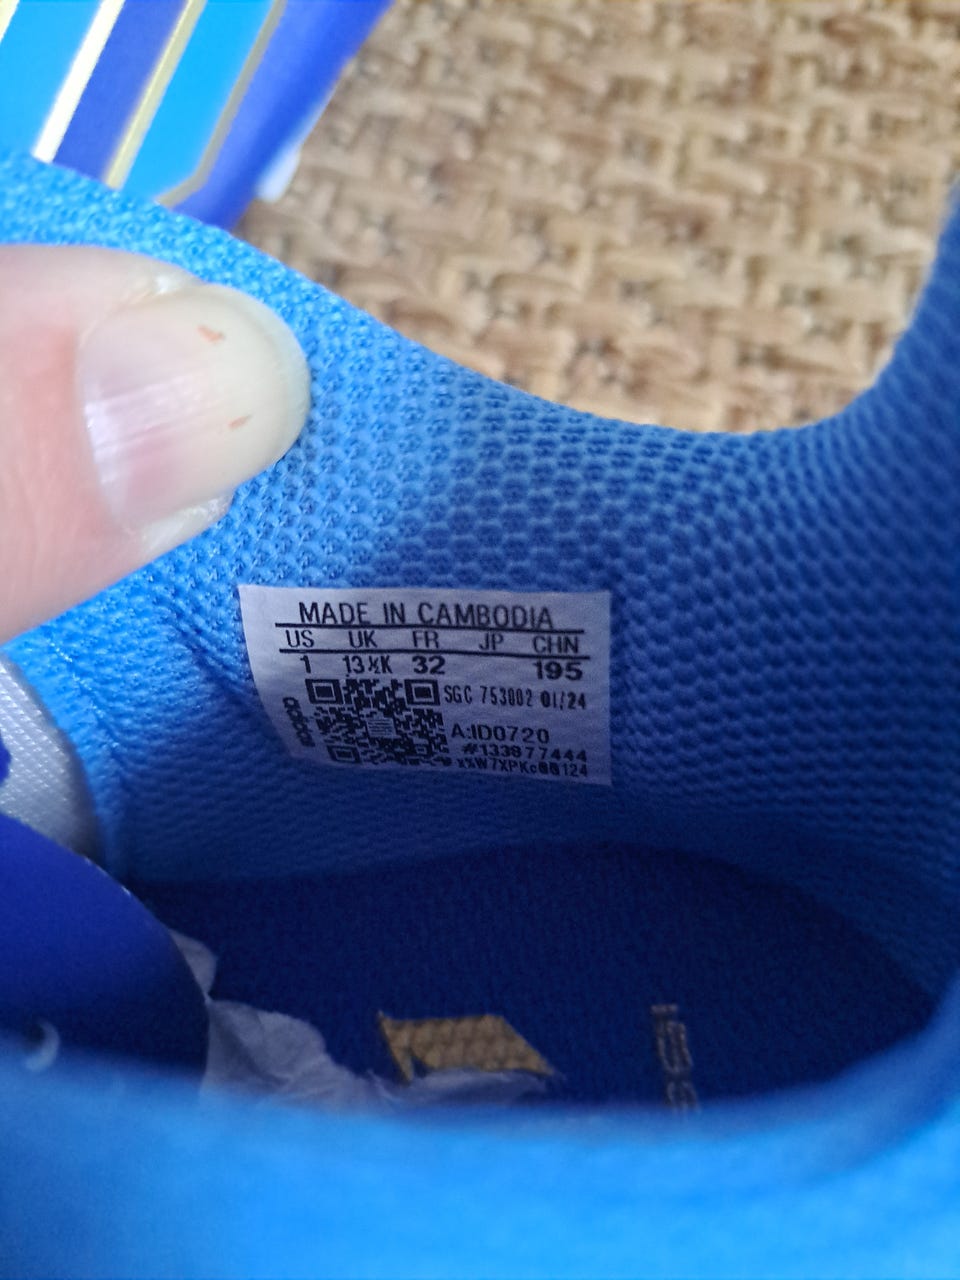 MADE IN CAMBODIA
US UK FR JP CHN
1 13½K 32 195
SGC 753002 01/24
A:ID0720
#133877444